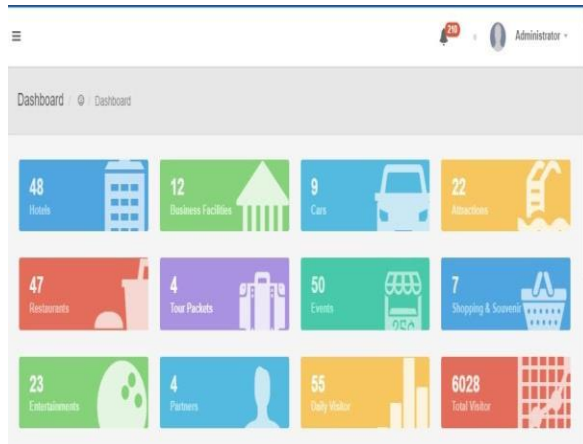 210
Administrator
Dashboard / Dashboard
48
Hotels
12
Business Facilities
9
Cars
22
Attractions
47
Restaurants
4
Tour Packets
50
Events
25¢
7
Shopping & Souvenir
23
Entertainments
4
Partners
55
Daily Visitor
6028
Total Visitor